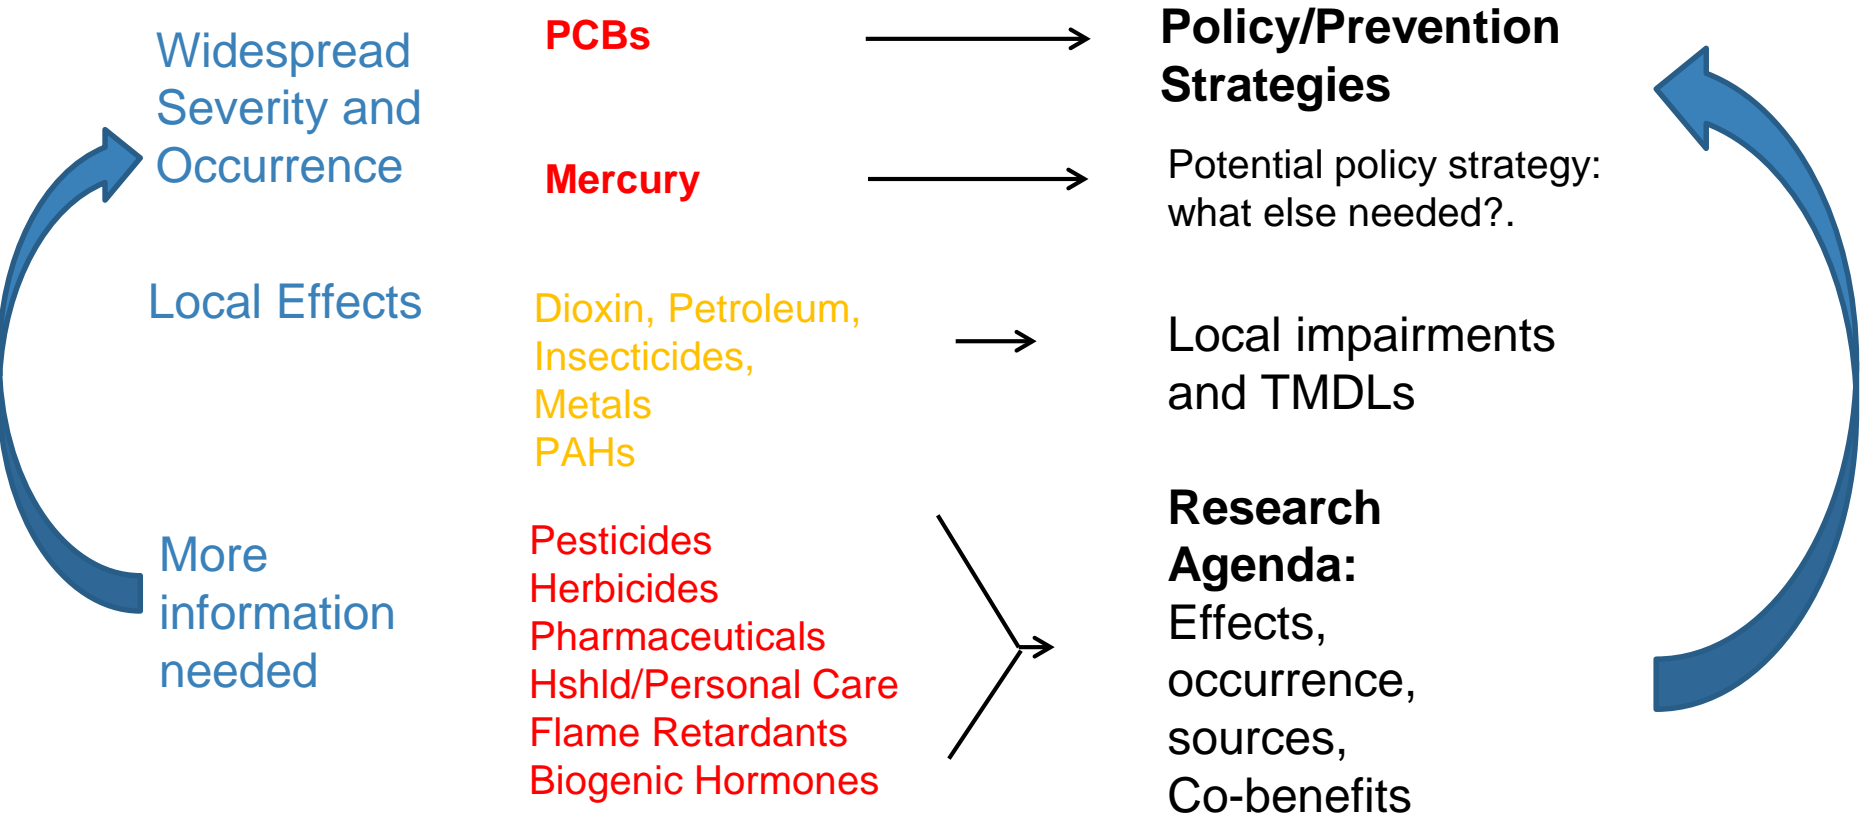 Widespread
Severity and
Occurrence
PCBs
Policy/Prevention
Strategies
Mercury
Potential policy strategy:
what else needed?.
Local Effects
Dioxin, Petroleum,
Insecticides,
Metals
PAHs
Local impairments
and TMDLs
More
information
needed
Pesticides
Herbicides
Pharmaceuticals
Hshld/Personal Care
Flame Retardants
Biogenic Hormones
Research
Agenda:
Effects,
occurrence,
sources,
Co-benefits